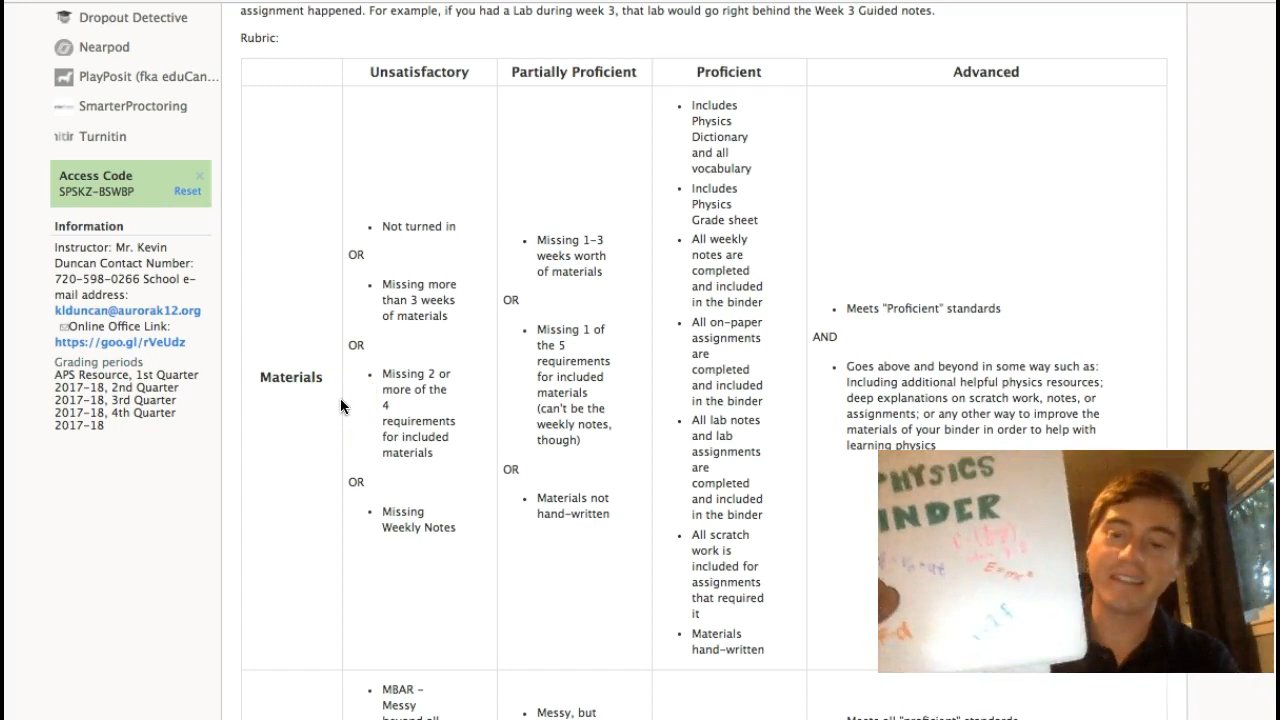 Dropout Detective
Nearpod
PlayPosit (fka eduCan...
SmarterProctoring
Turnitin
Access Code
SPSKZ-BSWBP
Reset
Information
Instructor: Mr. Kevin
Duncan Contact Number:
720-598-0266 School e-
mail address:
klduncan@aurorak12.org
Online Office Link:
https://goo.gl/rVeUdz
Grading periods
APS Resource, 1st Quarter
2017-18, 2nd Quarter
2017-18, 3rd Quarter
2017-18, 4th Quarter
2017-18
assignment happened. For example, if you had a Lab during week 3, that lab would go right behind the Week 3 Guided notes.
Rubric:
Unsatisfactory
Partially Proficient
Proficient
Advanced
Materials
• Not turned in
OR
• Missing more
than 3 weeks
of materials
OR
• Missing 2 or
more of the
4
requirements
for included
materials
OR
• Missing
Weekly Notes
• Missing 1-3
weeks worth
of materials
OR
• Missing 1 of
the 5
requirements
for included
materials
(can't be the
weekly notes,
though)
OR
• Materials not
hand-written
• Includes
Physics
Dictionary
and all
vocabulary
• Includes
Physics
Grade sheet
• All weekly
notes are
completed
and included
in the binder
• All on-paper
assignments
are
completed
and included
in the binder
• All lab notes
and lab
assignments
are
completed
and included
in the binder
• All scratch
work is
included for
assignments
that required
it
• Materials
hand-written
• Meets "Proficient" standards
AND
• Goes above and beyond in some way such as:
Including additional helpful physics resources;
deep explanations on scratch work, notes, or
assignments; or any other way to improve the
materials of your binder in order to help with
learning physics
• MBAR -
Messy
• Messy, but
PHYSICS
INDER
E=mc²